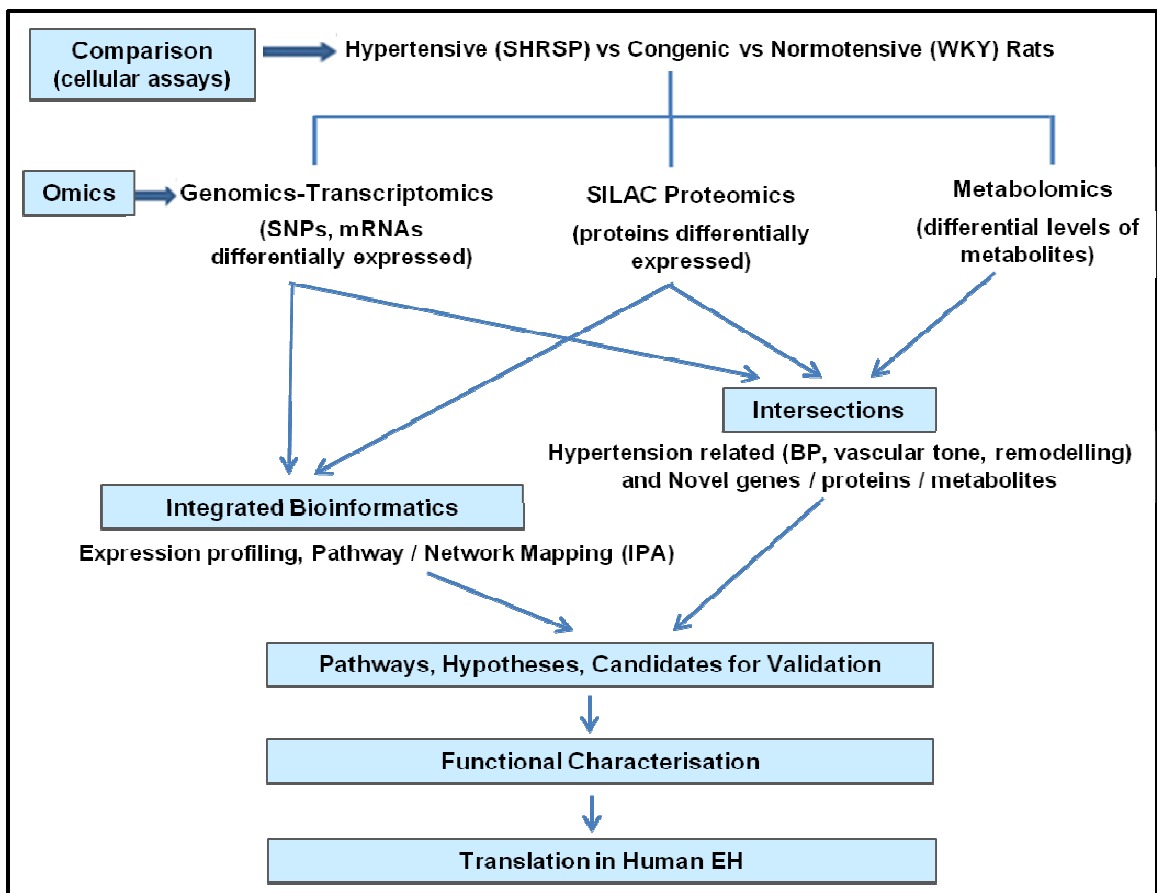 Comparison
(cellular assays)
Hypertensive (SHRSP) vs Congenic vs Normotensive (WKY) Rats
Omics
Genomics-Transcriptomics
(SNPs, mRNAs
differentially expressed)
SILAC Proteomics
(proteins differentially
expressed)
Metabolomics
(differential levels of
metabolites)
Intersections
Hypertension related (BP, vascular tone, remodelling)
and Novel genes / proteins / metabolites
Integrated Bioinformatics
Expression profiling, Pathway / Network Mapping (IPA)
Pathways, Hypotheses, Candidates for Validation
Functional Characterisation
Translation in Human EH